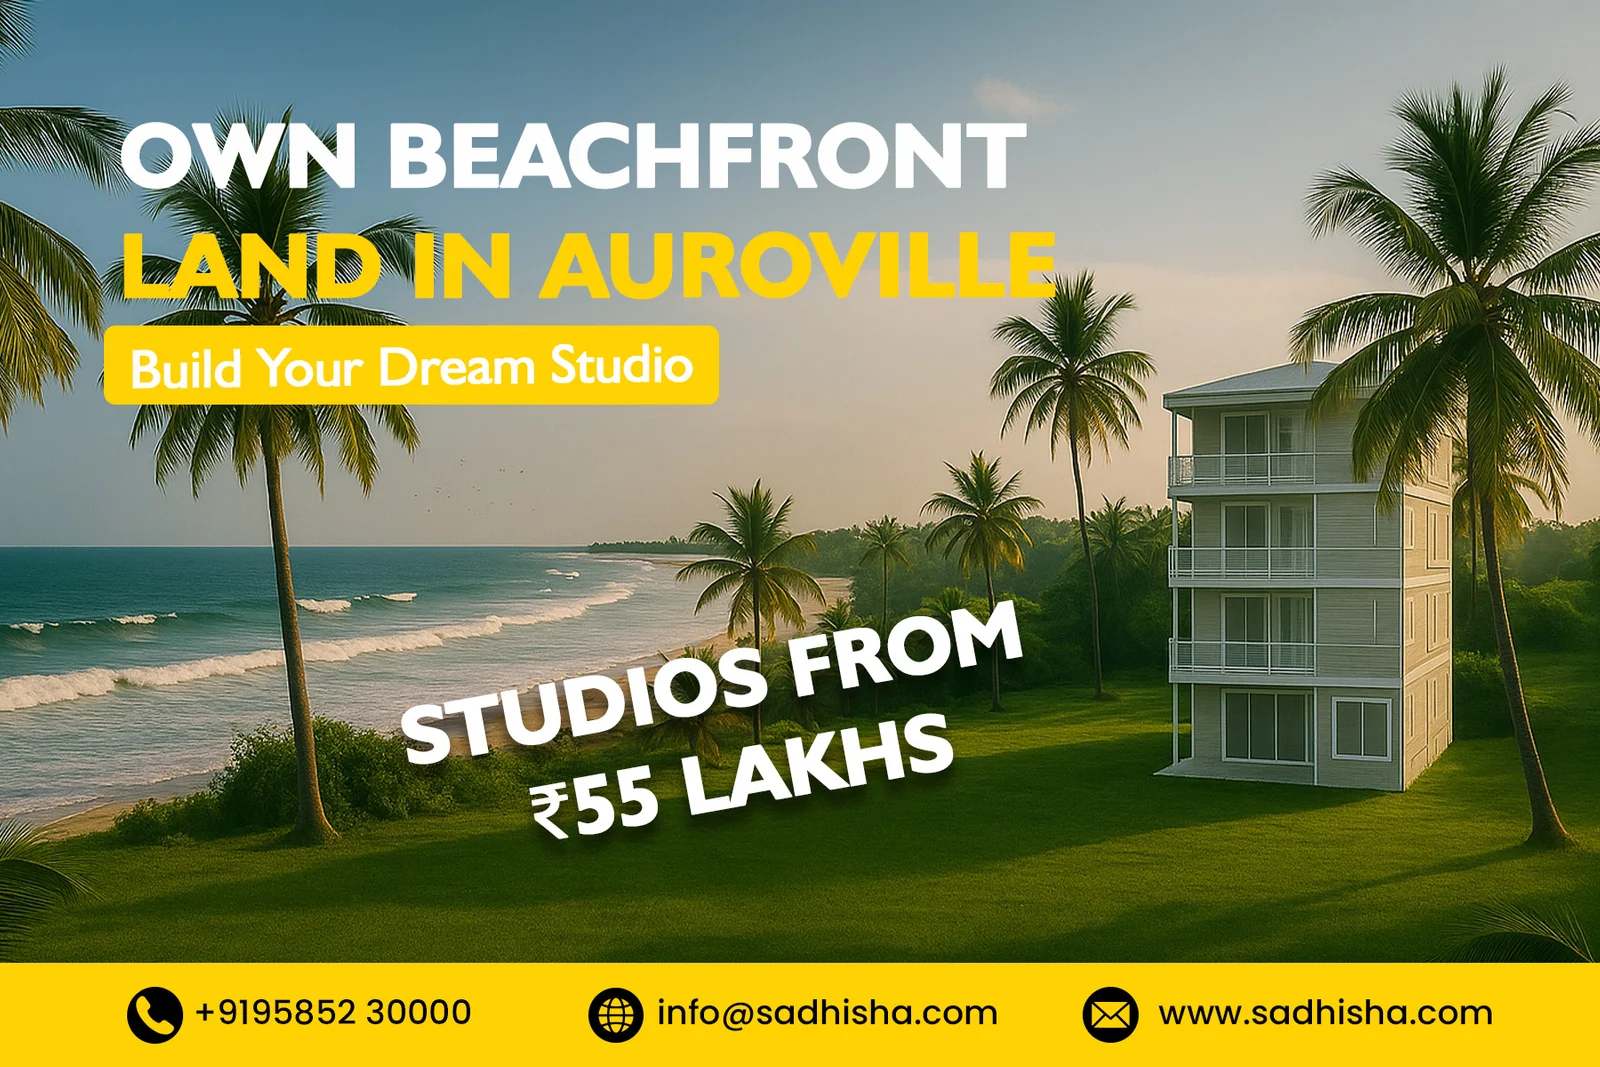 OWN BEACHFRONT
LAND IN AUROVILLE
Build Your Dream Studio
STUDIOS FROM
₹55 LAKHS
+9195852 30000
info@sadhisha.com
www.sadhisha.com